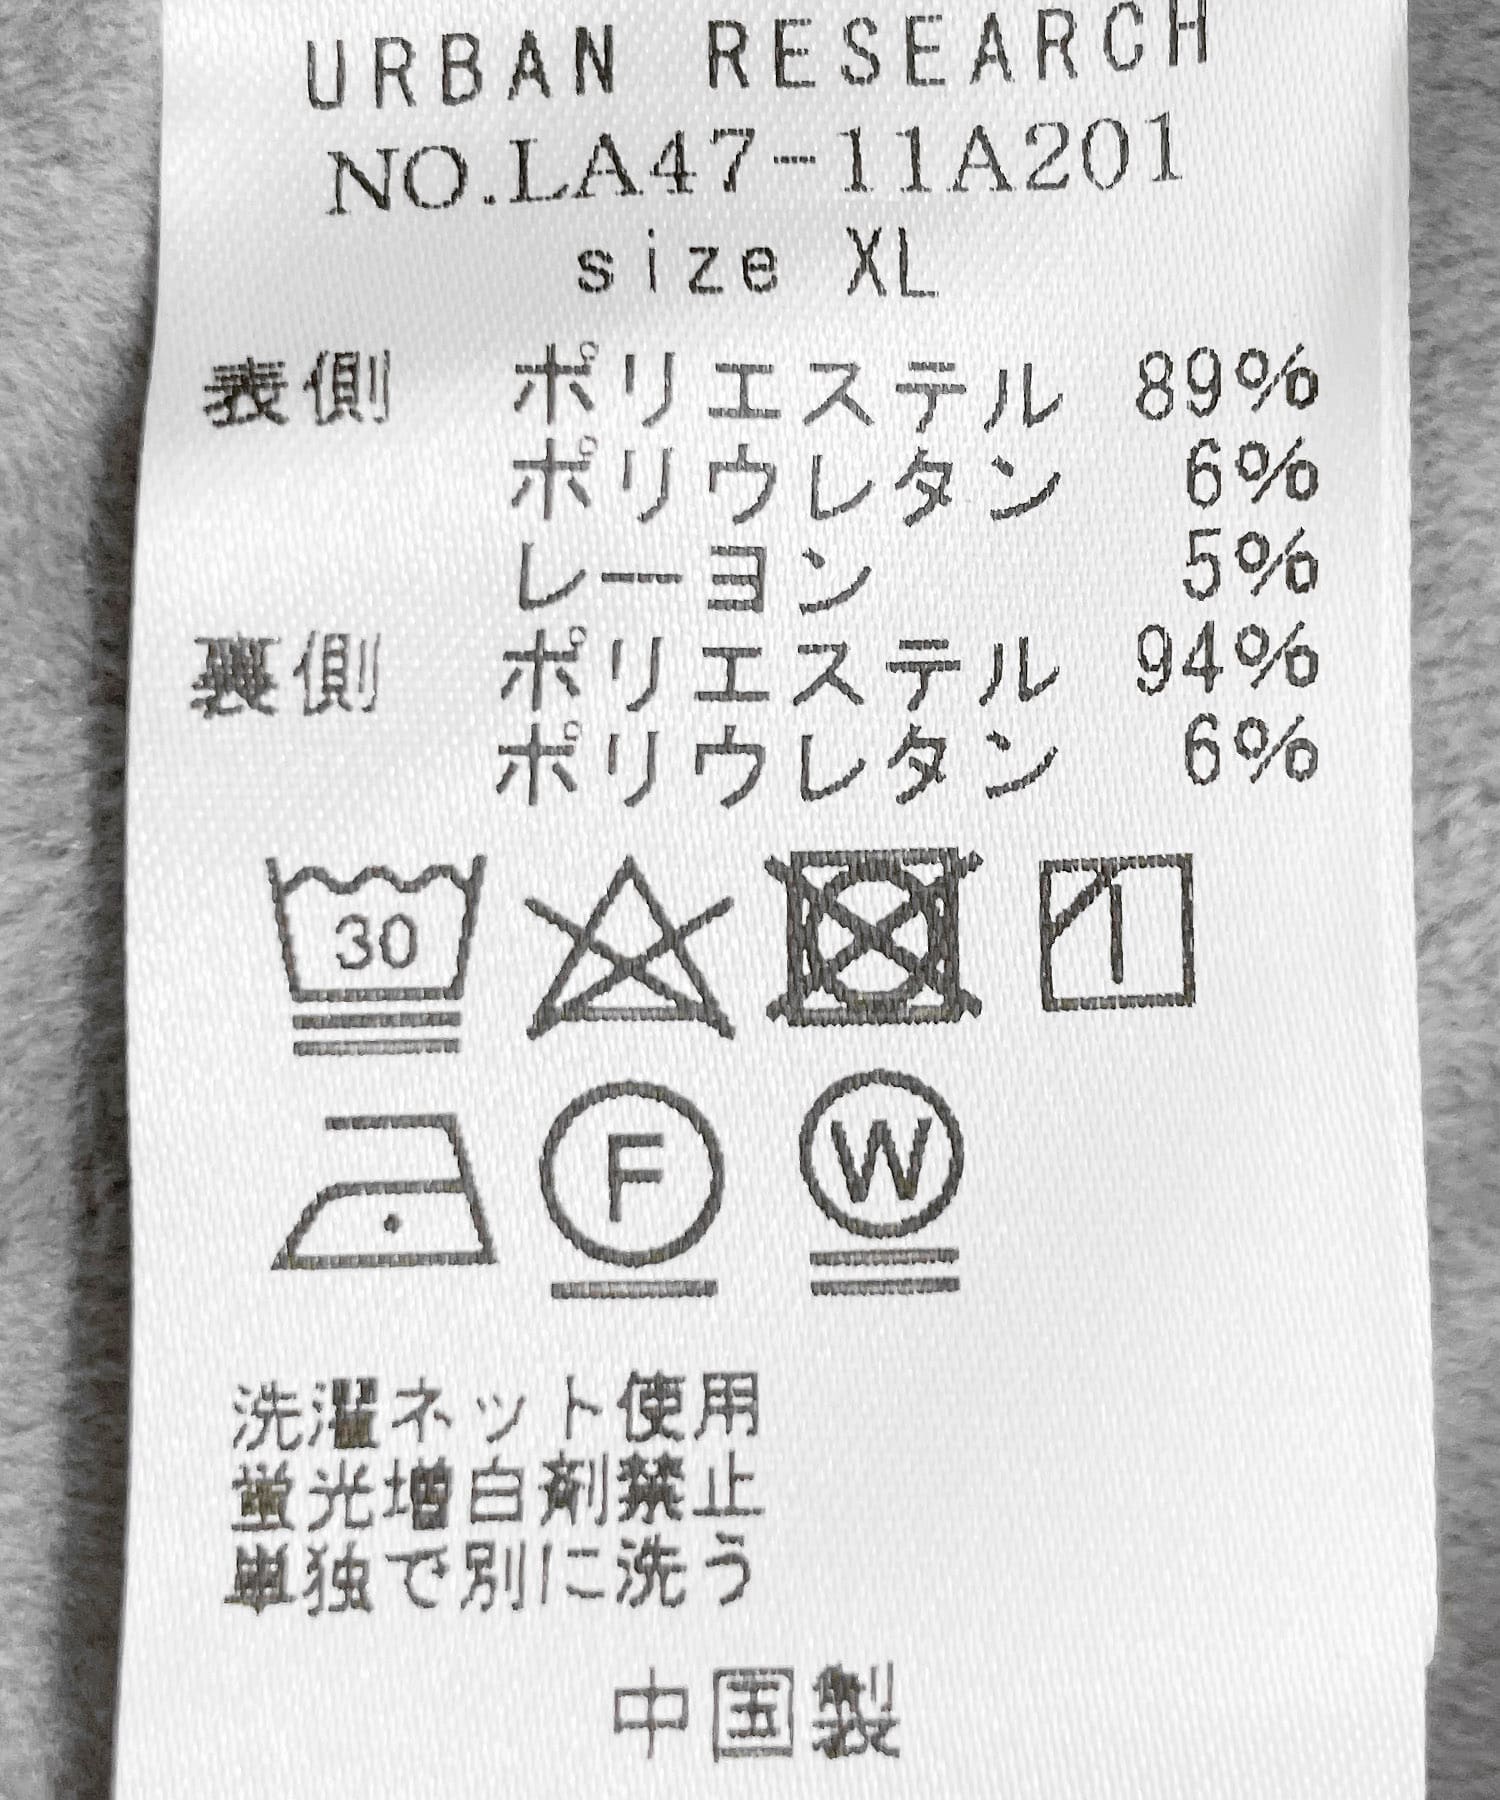 URBAN RESEARCH
NO.LA47-11A201
size XL
表側 ポリエステル 89%
ポリウレタン 6%
レーヨン 5%
裏側 ポリエステル 94%
ポリウレタン 6%
30
F W
洗濯ネット使用
蛍光増白剤禁止
単独で別に洗う
中国製